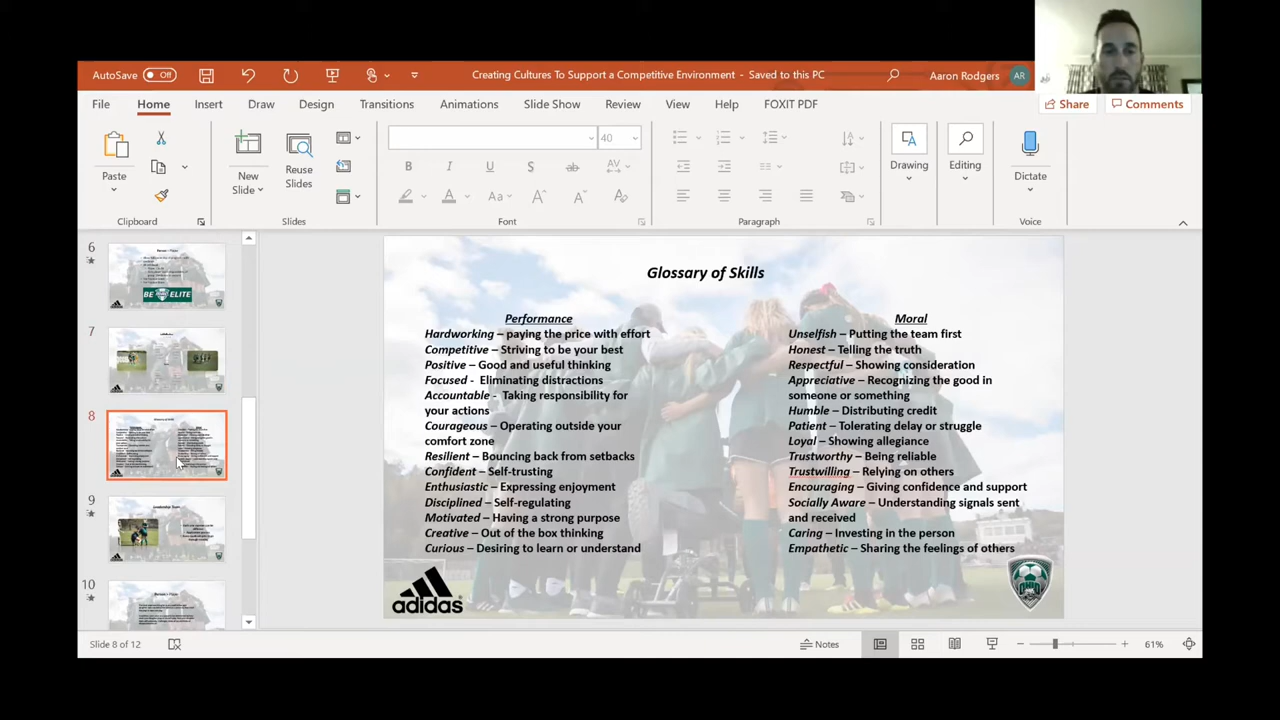 AutoSave Off
Creating Cultures To Support a Competitive Environment - Saved to this PC
Aaron Rodgers AR
File Home Insert Draw Design Transitions Animations Slide Show Review View Help FOXIT PDF
Share Comments
40
Paste
New Slide
Reuse Slides
Drawing
Editing
Dictate
Clipboard
Slides
Font
Paragraph
Voice
6
BE ELITE
7
8
9
Leadership Team
10
Glossary of Skills
Performance
Hardworking – paying the price with effort
Competitive – Striving to be your best
Positive – Good and useful thinking
Focused - Eliminating distractions
Accountable - Taking responsibility for
your actions
Courageous – Operating outside your
comfort zone
Resilient – Bouncing back from setbacks
Confident – Self-trusting
Enthusiastic – Expressing enjoyment
Disciplined – Self-regulating
Motivated – Having a strong purpose
Creative – Out of the box thinking
Curious – Desiring to learn or understand
Moral
Unselfish – Putting the team first
Honest – Telling the truth
Respectful – Showing consideration
Appreciative – Recognizing the good in
someone or something
Humble – Distributing credit
Patient – Tolerating delay or struggle
Loyal – Showing allegiance
Trustworthy – Being reliable
Trustwilling – Relying on others
Encouraging – Giving confidence and support
Socially Aware – Understanding signals sent
and received
Caring – Investing in the person
Empathetic – Sharing the feelings of others
adidas
OHIO
Slide 8 of 12
Notes
61%